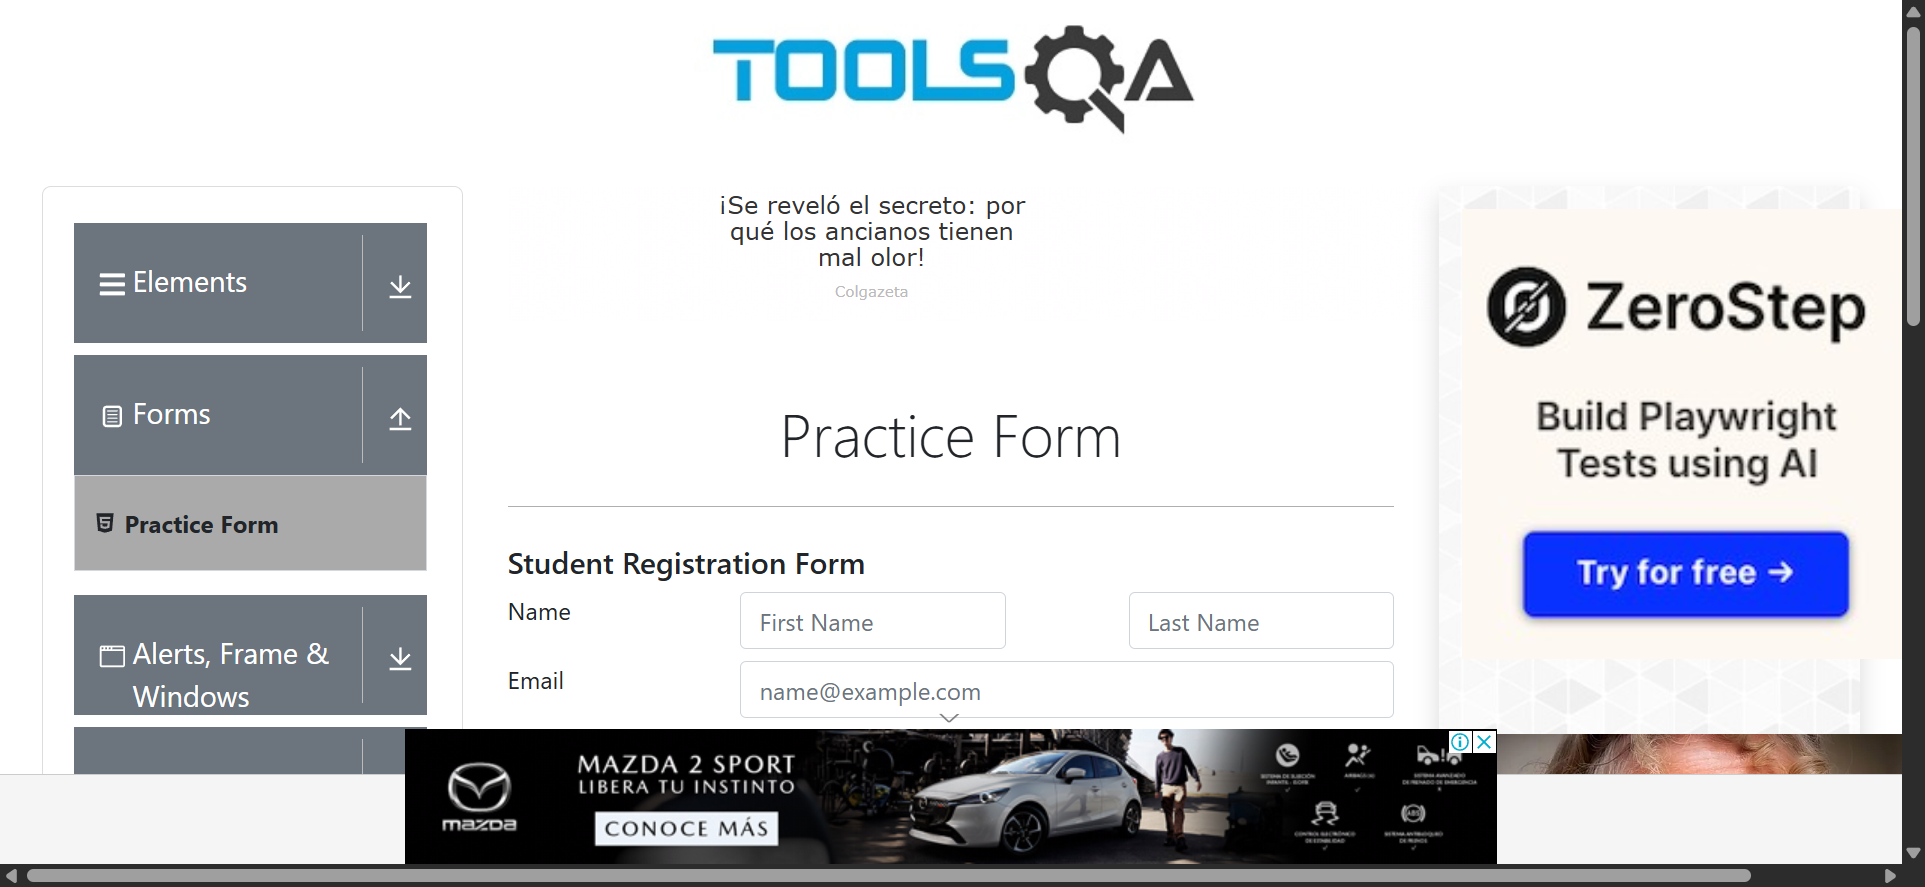 TOOLSQA
¡Se reveló el secreto: por
qué los ancianos tienen
mal olor!
Colgazeta
Elements
Forms
Practice Form
Alerts, Frame &
Windows
Practice Form
Student Registration Form
Name
First Name
Last Name
Email
name@example.com
ZeroStep
Build Playwright
Tests using AI
Try for free →
mazda
MAZDA 2 SPORT
LIBERA TU INSTINTO
CONOCE MÁS
ABS